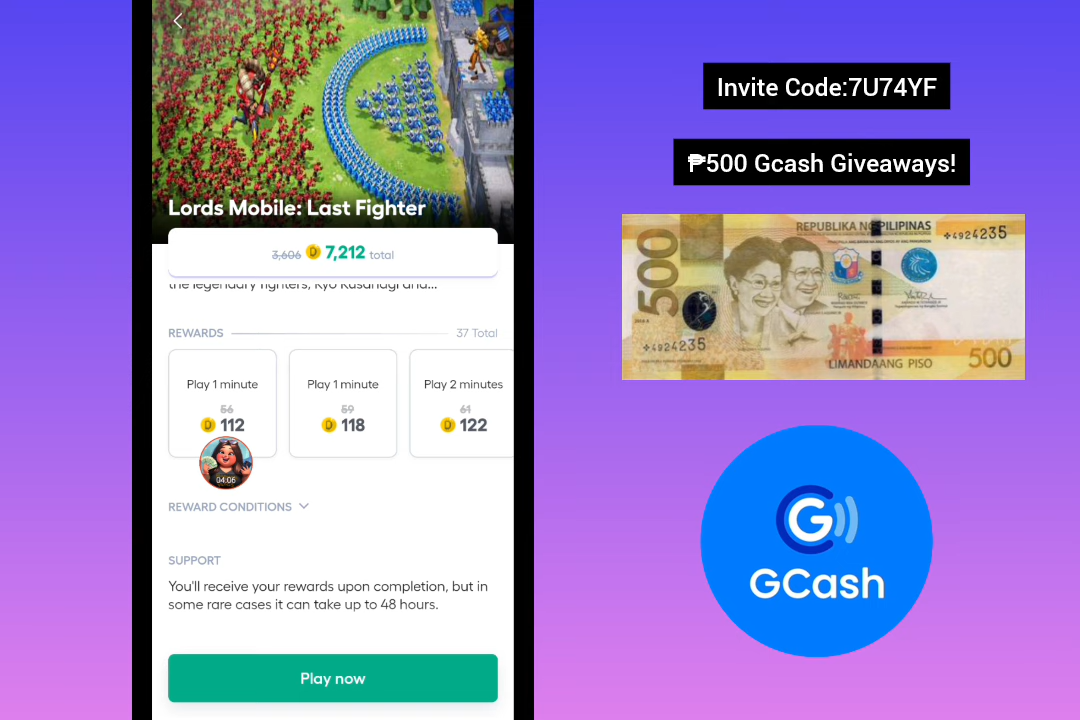 Lords Mobile: Last Fighter
3,606 7,212 total
the legendary fighters, Kyo Kusanagi and...
REWARDS 37 Total
Play 1 minute
56
112
Play 1 minute
59
118
Play 2 minutes
61
122
04:06
REWARD CONDITIONS
SUPPORT
You'll receive your rewards upon completion, but in
some rare cases it can take up to 48 hours.
Play now
Invite Code:7U74YF
₱500 Gcash Giveaways!
REPUBLIKA NG PILIPINAS
4924235
500
4924235
LIMANDAANG PISO
500
G
GCash